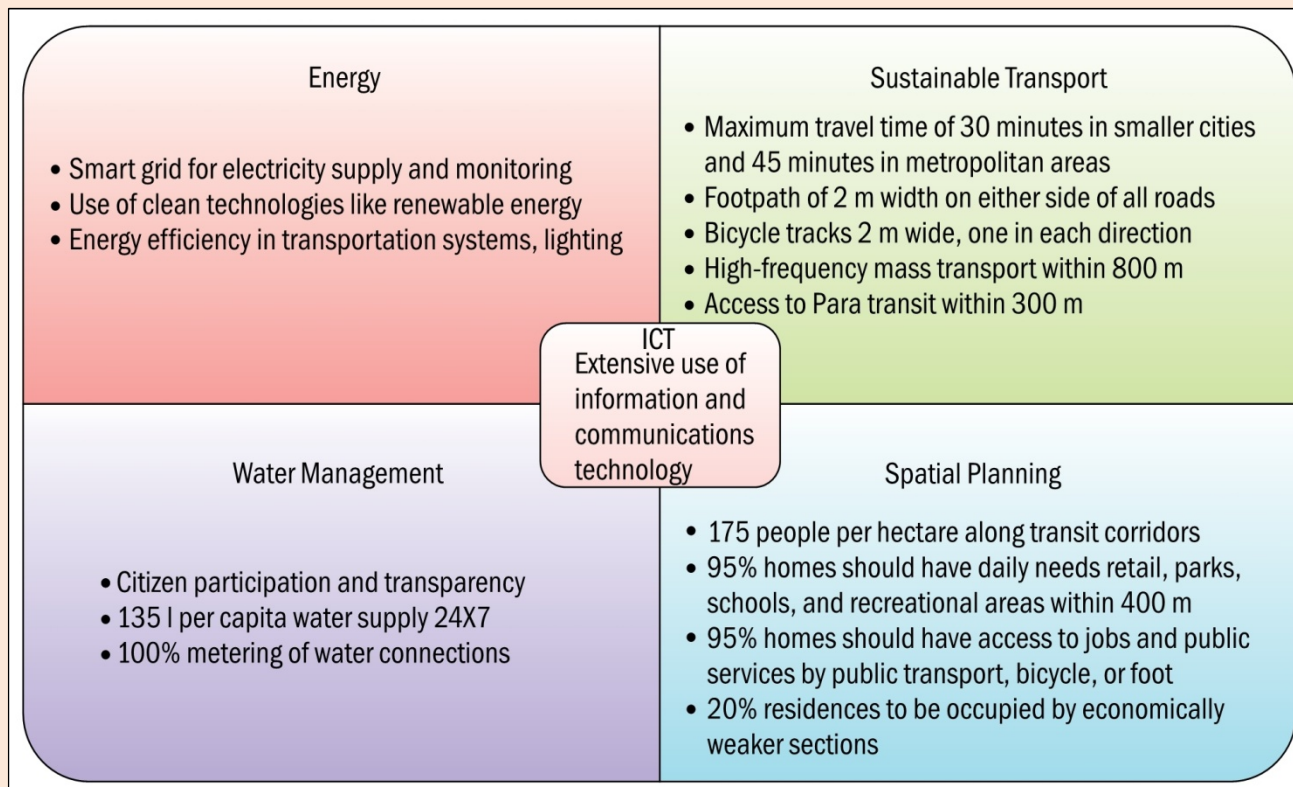 Energy
• Smart grid for electricity supply and monitoring
• Use of clean technologies like renewable energy
• Energy efficiency in transportation systems, lighting
Sustainable Transport
• Maximum travel time of 30 minutes in smaller cities
and 45 minutes in metropolitan areas
• Footpath of 2 m width on either side of all roads
• Bicycle tracks 2 m wide, one in each direction
• High-frequency mass transport within 800 m
• Access to Para transit within 300 m
ICT
Extensive use of
information and
communications
technology
Water Management
• Citizen participation and transparency
• 135 l per capita water supply 24X7
• 100% metering of water connections
Spatial Planning
• 175 people per hectare along transit corridors
• 95% homes should have daily needs retail, parks,
schools, and recreational areas within 400 m
• 95% homes should have access to jobs and public
services by public transport, bicycle, or foot
• 20% residences to be occupied by economically
weaker sections